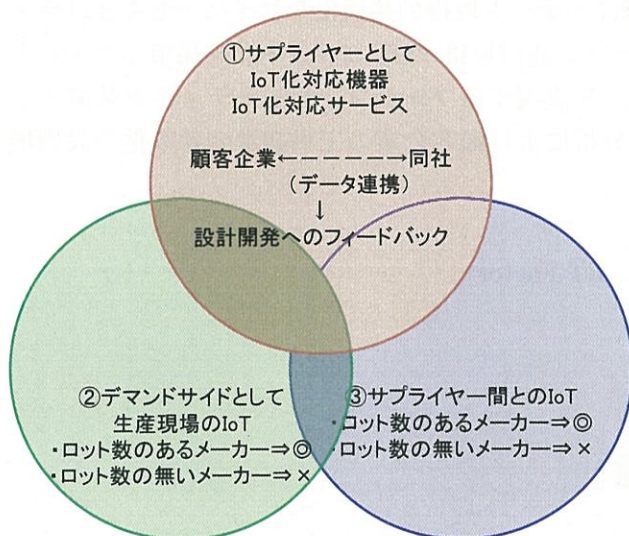 ①サプライヤーとして
IoT化対応機器
IoT化対応サービス
顧客企業←－－－－－－→同社
（データ連携）
↓
設計開発へのフィードバック
②デマンドサイドとして
生産現場のIoT
・ロット数のあるメーカー⇒◎
・ロット数の無いメーカー⇒×
③サプライヤー間とのIoT
・ロット数のあるメーカー⇒◎
・ロット数の無いメーカー⇒×